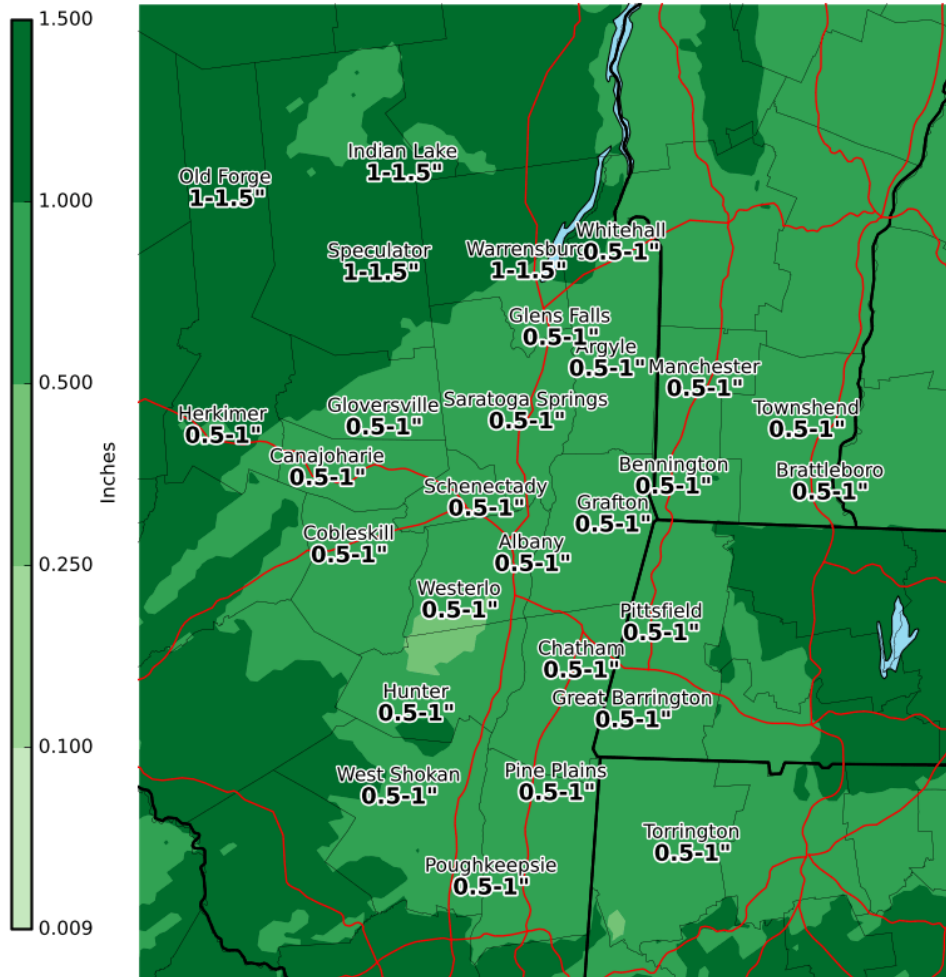 1.500
1.000
0.500
0.250
0.100
0.009
Inches
Indian Lake
1-1.5"
Old Forge
1-1.5"
Whitehall
0.5-1"
Speculator
1-1.5"
Warrensburg
1-1.5"
Glens Falls
0.5-1"
Argyle
0.5-1"
Manchester
0.5-1"
Saratoga Springs
0.5-1"
Gloversville
0.5-1"
Townshend
0.5-1"
Herkimer
0.5-1"
Canajoharie
0.5-1"
Bennington
0.5-1"
Brattleboro
0.5-1"
Schenectady
0.5-1"
Grafton
0.5-1"
Cobleskill
0.5-1"
Albany
0.5-1"
Westerlo
0.5-1"
Pittsfield
0.5-1"
Chatham
0.5-1"
Hunter
0.5-1"
Great Barrington
0.5-1"
West Shokan
0.5-1"
Pine Plains
0.5-1"
Torrington
0.5-1"
Poughkeepsie
0.5-1"